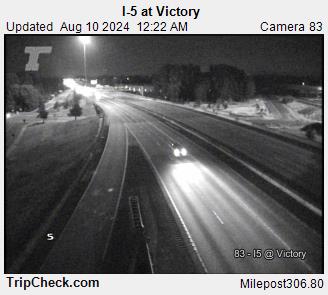 I-5 at Victory
Updated Aug 10 2024 12:22 AM Camera 83
T
S
83 - I5 @ Victory
TripCheck.com Milepost306.80